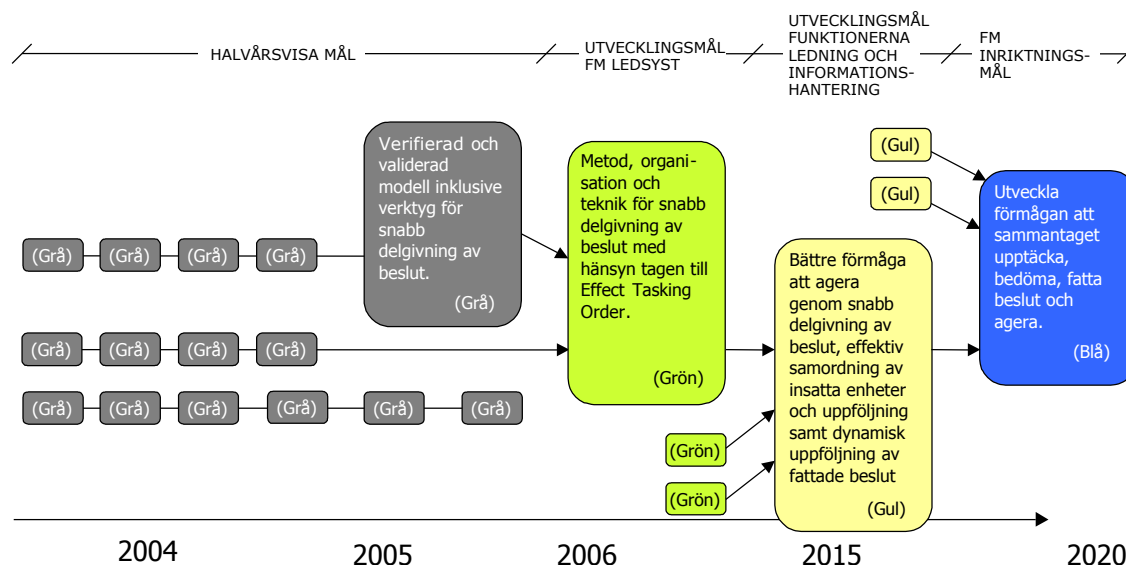 HALVÅRSVISA MÅL
UTVECKLINGSMÅL
FM LEDSYST
UTVECKLINGSMÅL
FUNKTIONERNA
LEDNING OCH
INFORMATIONS-
HANTERING
FM
INRIKTNINGS-
MÅL
Verifierad och
validerad
modell inklusive
verktyg för
snabb
delgivning av
beslut.
(Grå)
Metod, organi-
sation och
teknik för snabb
delgivning av
beslut med
hänsyn tagen till
Effect Tasking
Order.
(Grön)
(Gul)
(Gul)
Utveckla
förmågan att
sammantaget
upptäcka,
bedöma, fatta
beslut och
agera.
(Blå)
Bättre förmåga
att agera
genom snabb
delgivning av
beslut, effektiv
samordning av
insatta enheter
och uppföljning
samt dynamisk
uppföljning av
fattade beslut
(Gul)
(Grå) (Grå) (Grå) (Grå)
(Grå) (Grå) (Grå) (Grå)
(Grå) (Grå) (Grå) (Grå) (Grå) (Grå)
(Grön)
(Grön)
2004 2005 2006 2015 2020